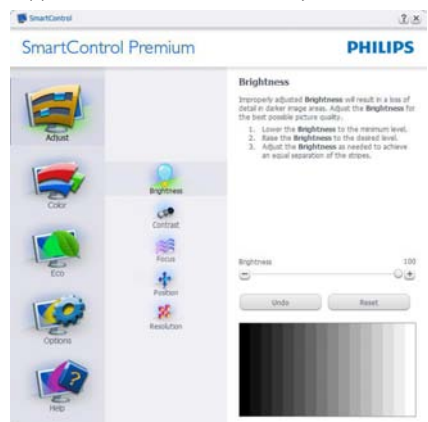 SmartControl
SmartControl Premium
PHILIPS
Adjust
Color
Eco
Options
Help
Brightness
Contrast
Focus
Position
Resolution
Brightness
Improperly adjusted Brightness will result in a loss of
detail in darker image areas. Adjust the Brightness for
the best possible picture quality.
1. Lower the Brightness to the minimum level.
2. Raise the Brightness to the desired level.
3. Adjust the Brightness as needed to achieve
an equal separation of the stripes.
Brightness 100
Undo
Reset